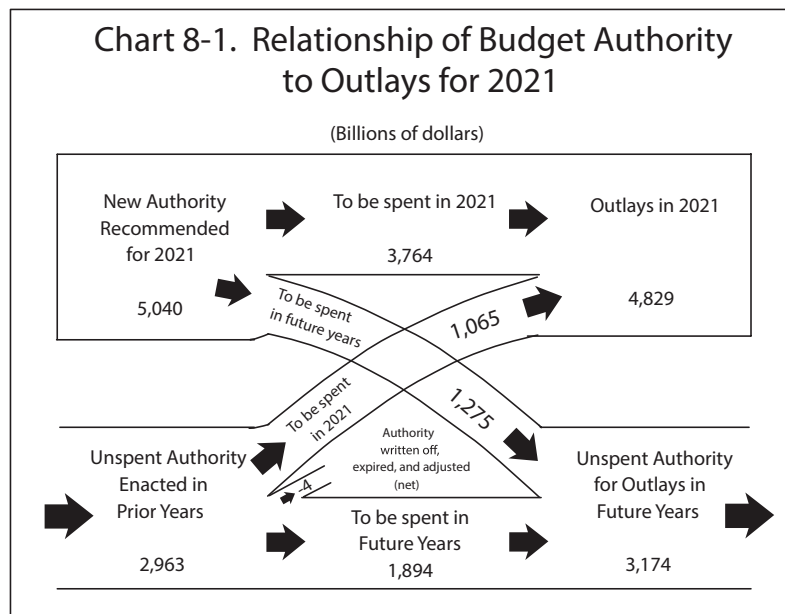 Chart 8-1. Relationship of Budget Authority
to Outlays for 2021
(Billions of dollars)
New Authority
Recommended
for 2021
5,040
To be spent in 2021
3,764
Outlays in 2021
4,829
To be spent
in future years
1,065
To be spent
in 2021
1,275
Authority
written off,
expired, and adjusted
(net)
-4
Unspent Authority
Enacted in
Prior Years
2,963
To be spent in
Future Years
1,894
Unspent Authority
for Outlays in
Future Years
3,174